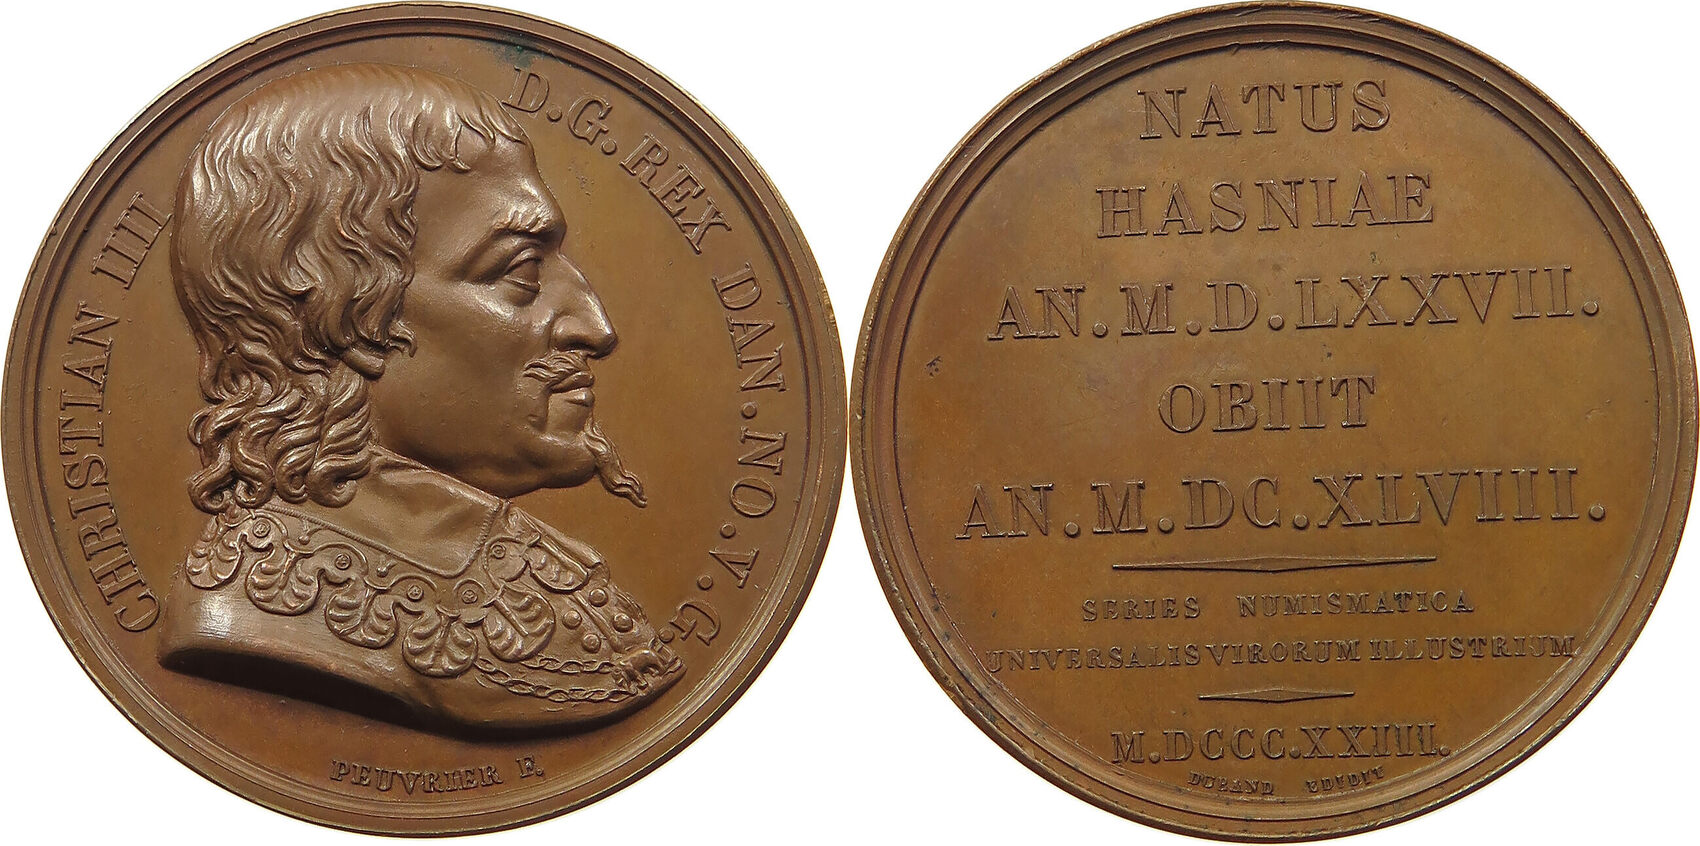 CHRISTIAN IIII D.G. REX DAN.NO.V.G.
PEUVRIER F.
NATUS
HASNIAE
AN.M.D.LXXVII.
OBIIT
AN.M.DC.XLVIII.
SERIES NUMISMATICA
UNIVERSALIS VIRORUM ILLUSTRIUM
M.DCCC.XXIII.
DURAND EDIDIT